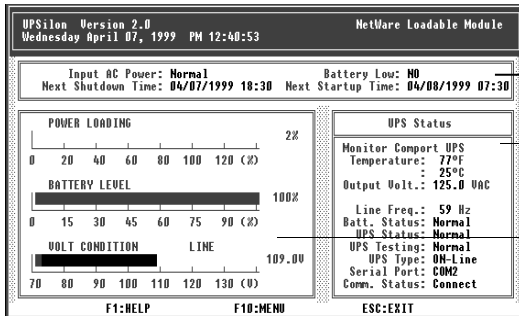 UPSilon Version 2.0 NetWare Loadable Module
Wednesday April 07, 1999 PM 12:40:53
Input AC Power: Normal Battery Low: NO
Next Shutdown Time: 04/07/1999 18:30 Next Startup Time: 04/08/1999 07:30
POWER LOADING
2%
0 20 40 60 80 100 120 (%)
BATTERY LEVEL
100%
0 15 30 45 60 75 90 (%)
VOLT CONDITION LINE
109.0V
70 80 90 100 110 120 130 (V)
UPS Status
Monitor Comport UPS
Temperature: 77ºF
: 25ºC
Output Volt.: 125.0 VAC
Line Freq.: 59 Hz
Batt. Status: Normal
UPS Status: Normal
UPS Testing: Normal
UPS Type: ON-Line
Serial Port: COM2
Comm. Status: Connect
F1:HELP F10:MENU ESC:EXIT